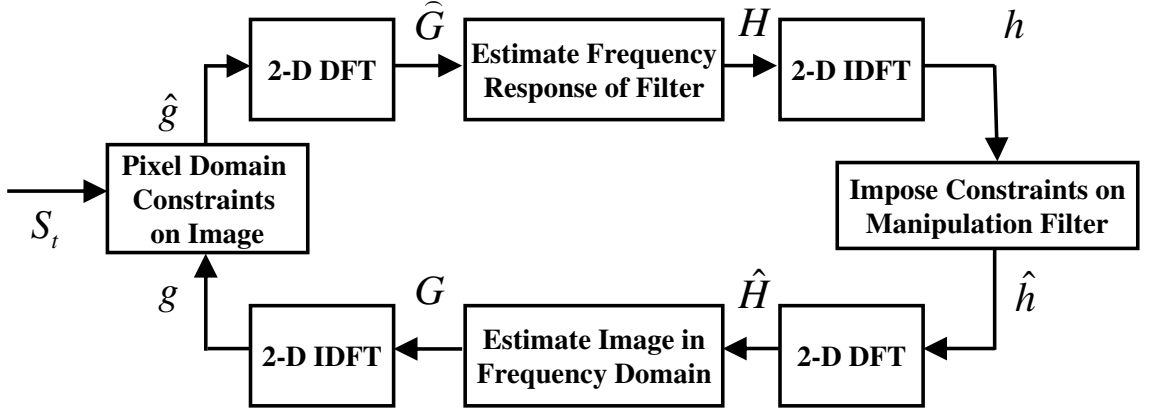 Ĝ
H
h
2-D DFT
Estimate Frequency
Response of Filter
2-D IDFT
ĝ
Pixel Domain
Constraints
on Image
S_t
Impose Constraints on
Manipulation Filter
g
G
Ĥ
ĥ
2-D IDFT
Estimate Image in
Frequency Domain
2-D DFT